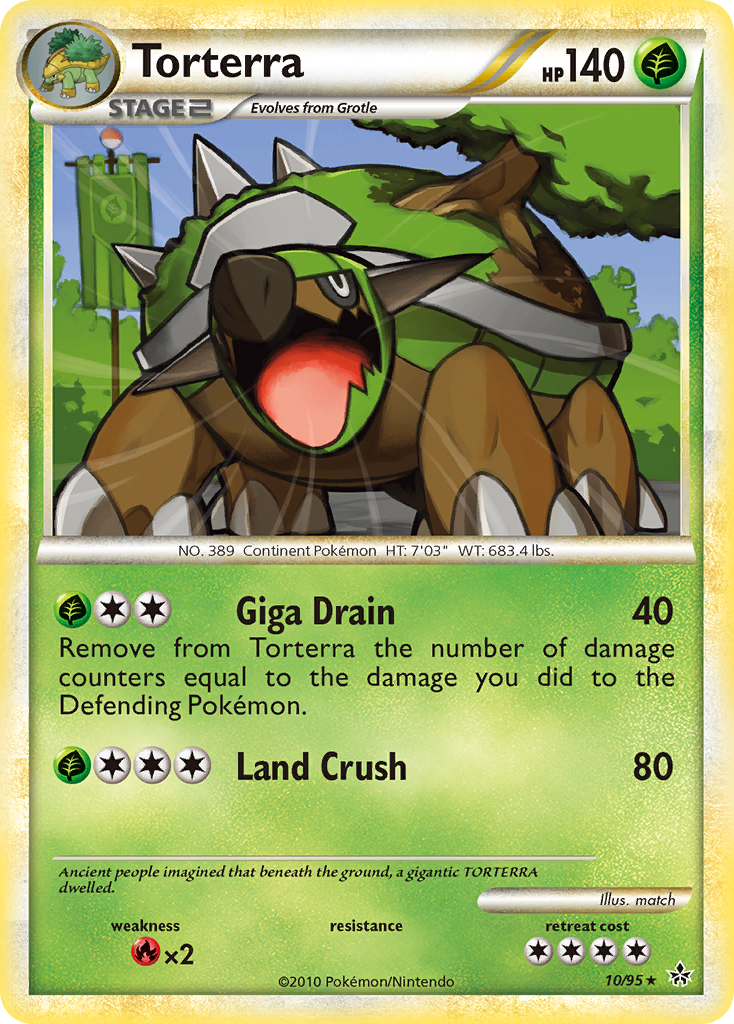 Torterra
HP 140
STAGE 2
Evolves from Grotle
NO. 389 Continent Pokémon HT: 7'03" WT: 683.4 lbs.
Giga Drain 40
Remove from Torterra the number of damage
counters equal to the damage you did to the
Defending Pokémon.
Land Crush 80
Ancient people imagined that beneath the ground, a gigantic TORTERRA
dwelled.
Illus. match
weakness resistance retreat cost
×2
©2010 Pokémon/Nintendo 10/95 ★